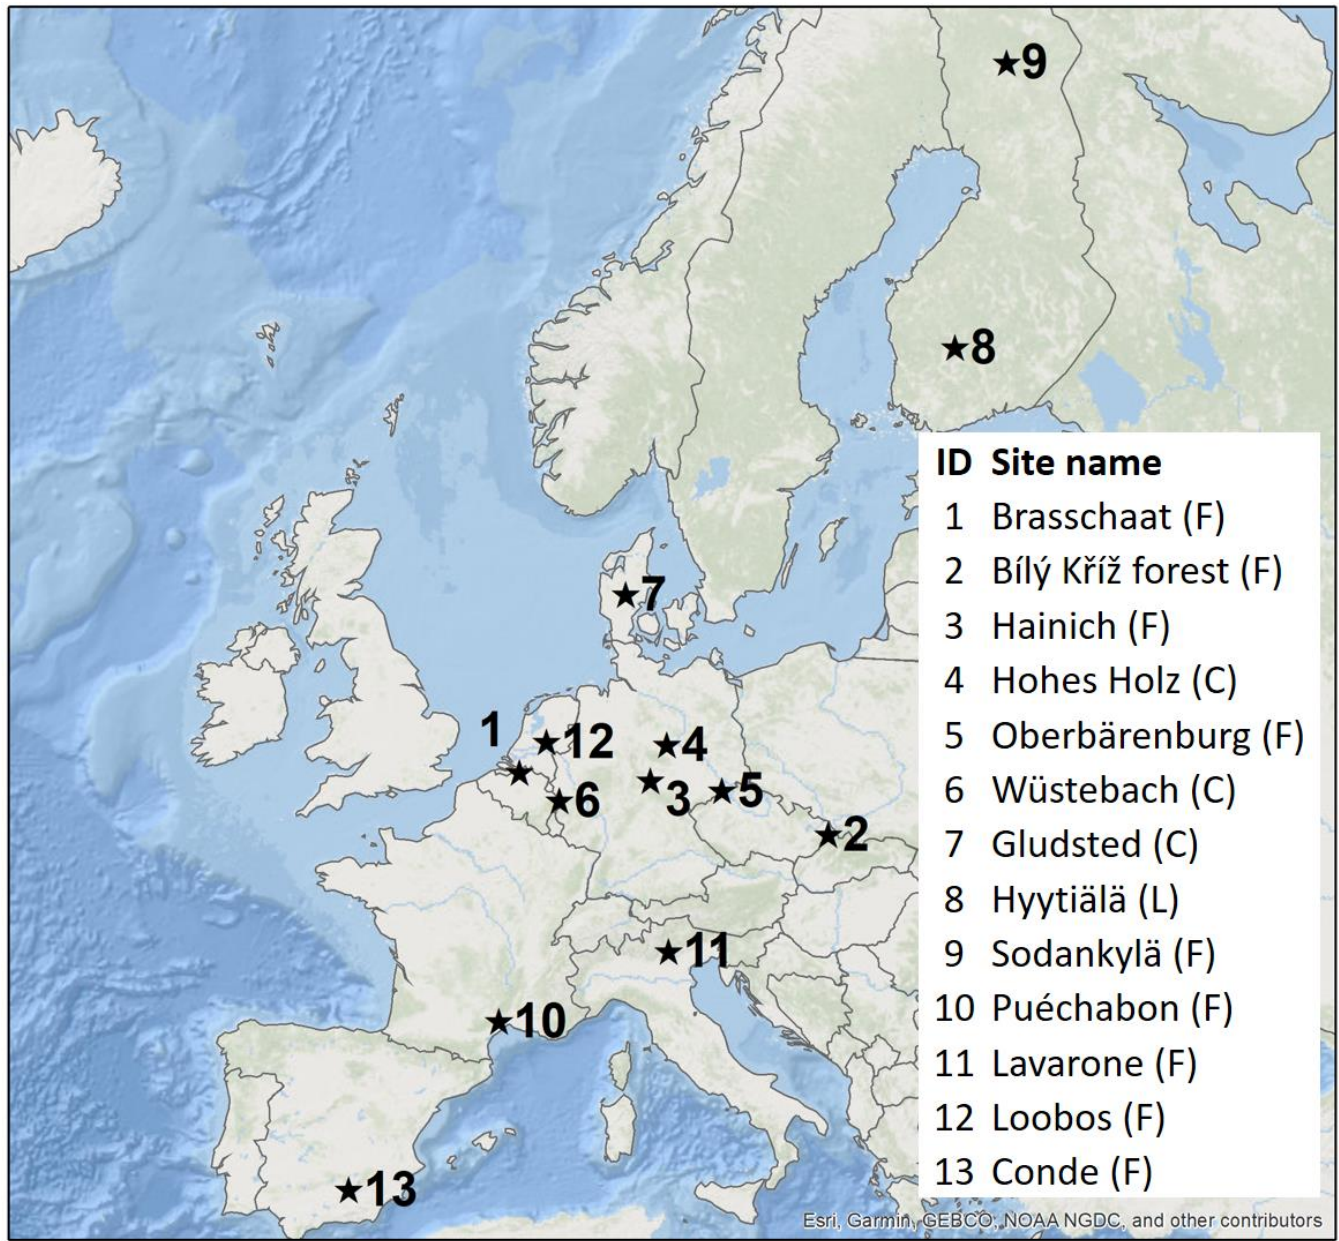 9
8
7
1
12
4
3
5
6
2
11
10
13
ID Site name
1 Brasschaat (F)
2 Bílý Kříž forest (F)
3 Hainich (F)
4 Hohes Holz (C)
5 Oberbärenburg (F)
6 Wüstebach (C)
7 Gludsted (C)
8 Hyytiälä (L)
9 Sodankylä (F)
10 Puéchabon (F)
11 Lavarone (F)
12 Loobos (F)
13 Conde (F)
Esri, Garmin, GEBCO, NOAA NGDC, and other contributors